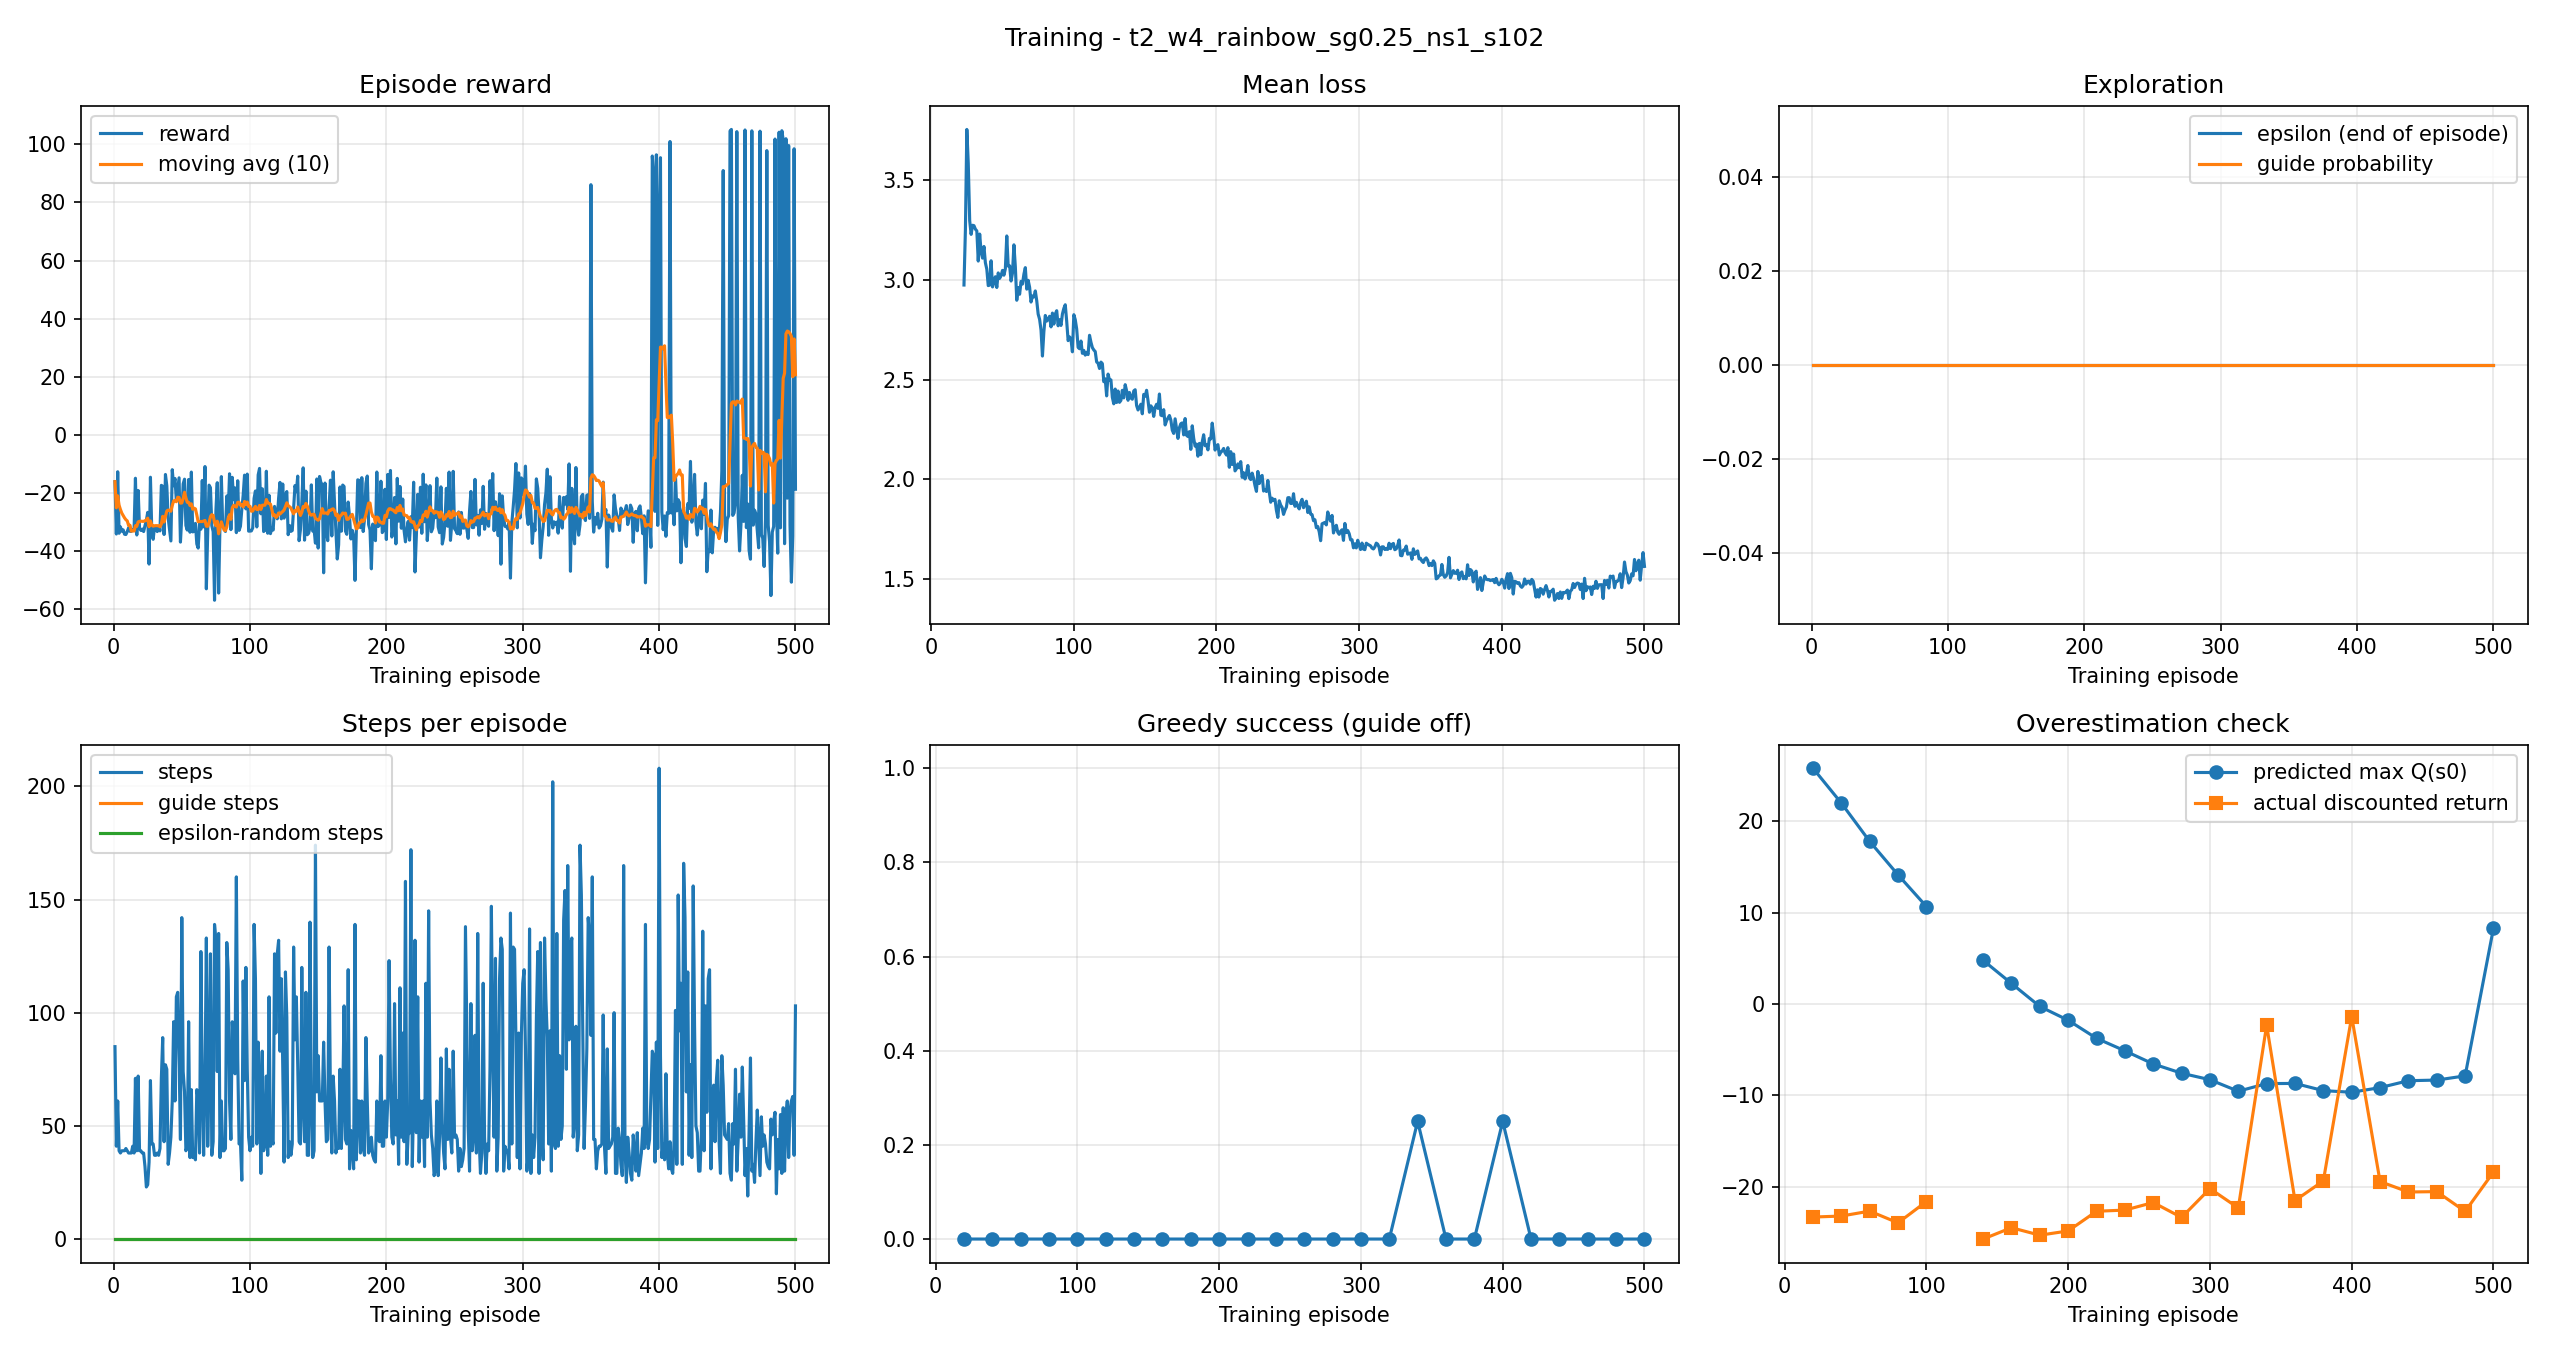 Training - t2_w4_rainbow_sg0.25_ns1_s102
Episode reward
reward
moving avg (10)
100
80
60
40
20
0
−20
−40
−60
0 100 200 300 400 500
Training episode
Mean loss
3.5
3.0
2.5
2.0
1.5
0 100 200 300 400 500
Training episode
Exploration
epsilon (end of episode)
guide probability
0.04
0.02
0.00
−0.02
−0.04
0 100 200 300 400 500
Training episode
Steps per episode
steps
guide steps
epsilon-random steps
200
150
100
50
0
0 100 200 300 400 500
Training episode
Greedy success (guide off)
1.0
0.8
0.6
0.4
0.2
0.0
0 100 200 300 400 500
Training episode
Overestimation check
predicted max Q(s0)
actual discounted return
20
10
0
−10
−20
0 100 200 300 400 500
Training episode